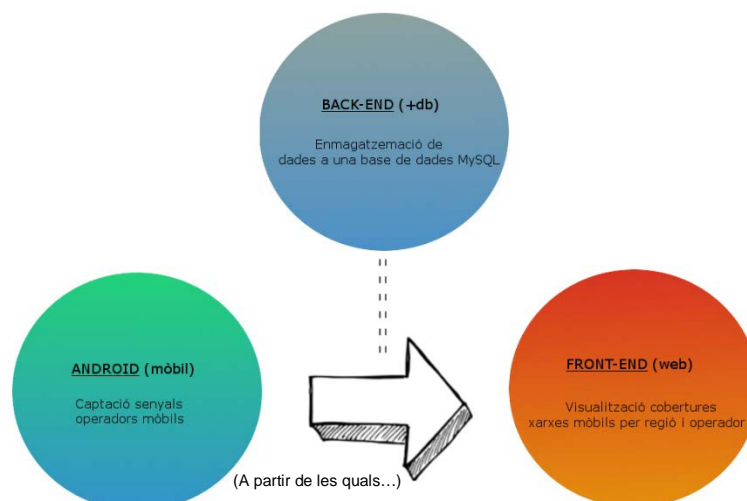 BACK-END (+db)
Enmagatzemació de
dades a una base de dades MySQL
ANDROID (mòbil)
Captació senyals
operadors mòbils
FRONT-END (web)
Visualització cobertures
xarxes mòbils per regió i operador
(A partir de les quals…)